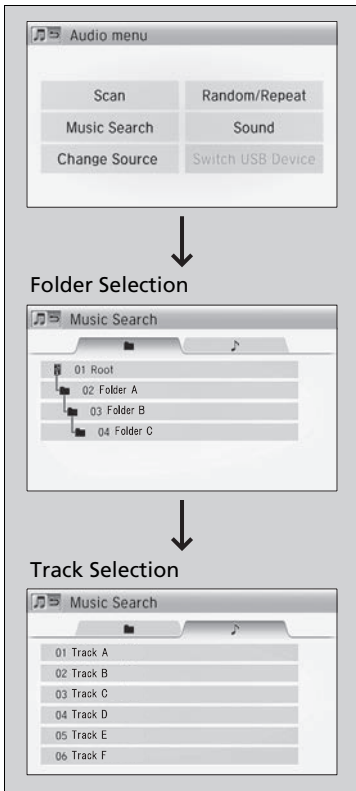 Audio menu
Scan Random/Repeat
Music Search Sound
Change Source Switch USB Device
Folder Selection
Music Search
01 Root
02 Folder A
03 Folder B
04 Folder C
Track Selection
Music Search
01 Track A
02 Track B
03 Track C
04 Track D
05 Track E
06 Track F